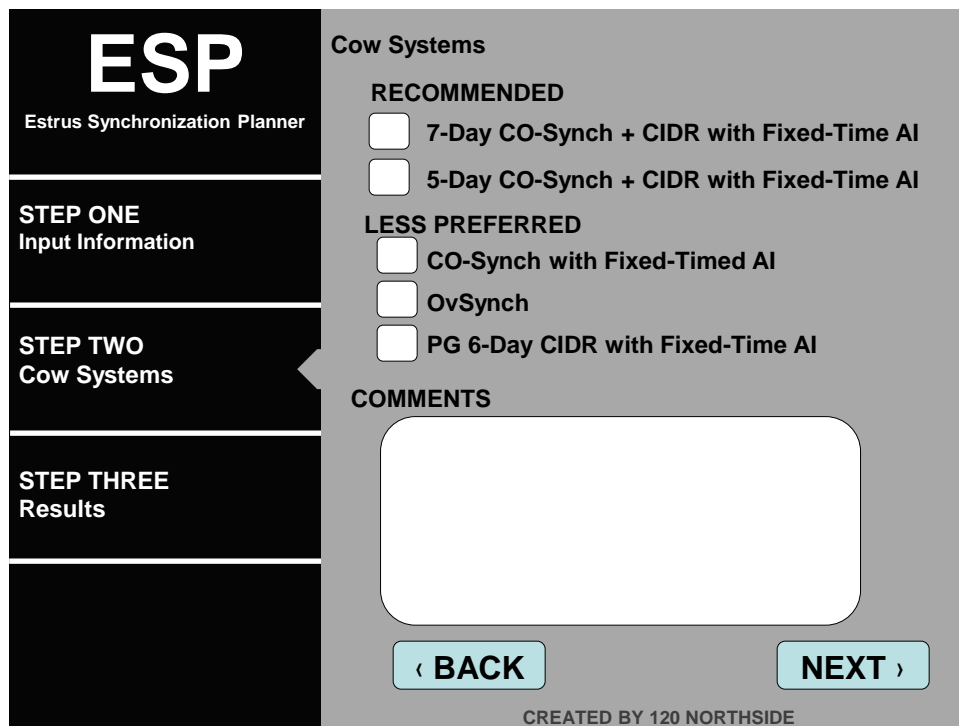 ESP
Estrus Synchronization Planner
STEP ONE
Input Information
STEP TWO
Cow Systems
STEP THREE
Results
Cow Systems
RECOMMENDED
7-Day CO-Synch + CIDR with Fixed-Time AI
5-Day CO-Synch + CIDR with Fixed-Time AI
LESS PREFERRED
CO-Synch with Fixed-Timed AI
OvSynch
PG 6-Day CIDR with Fixed-Time AI
COMMENTS
‹ BACK
NEXT ›
CREATED BY 120 NORTHSIDE